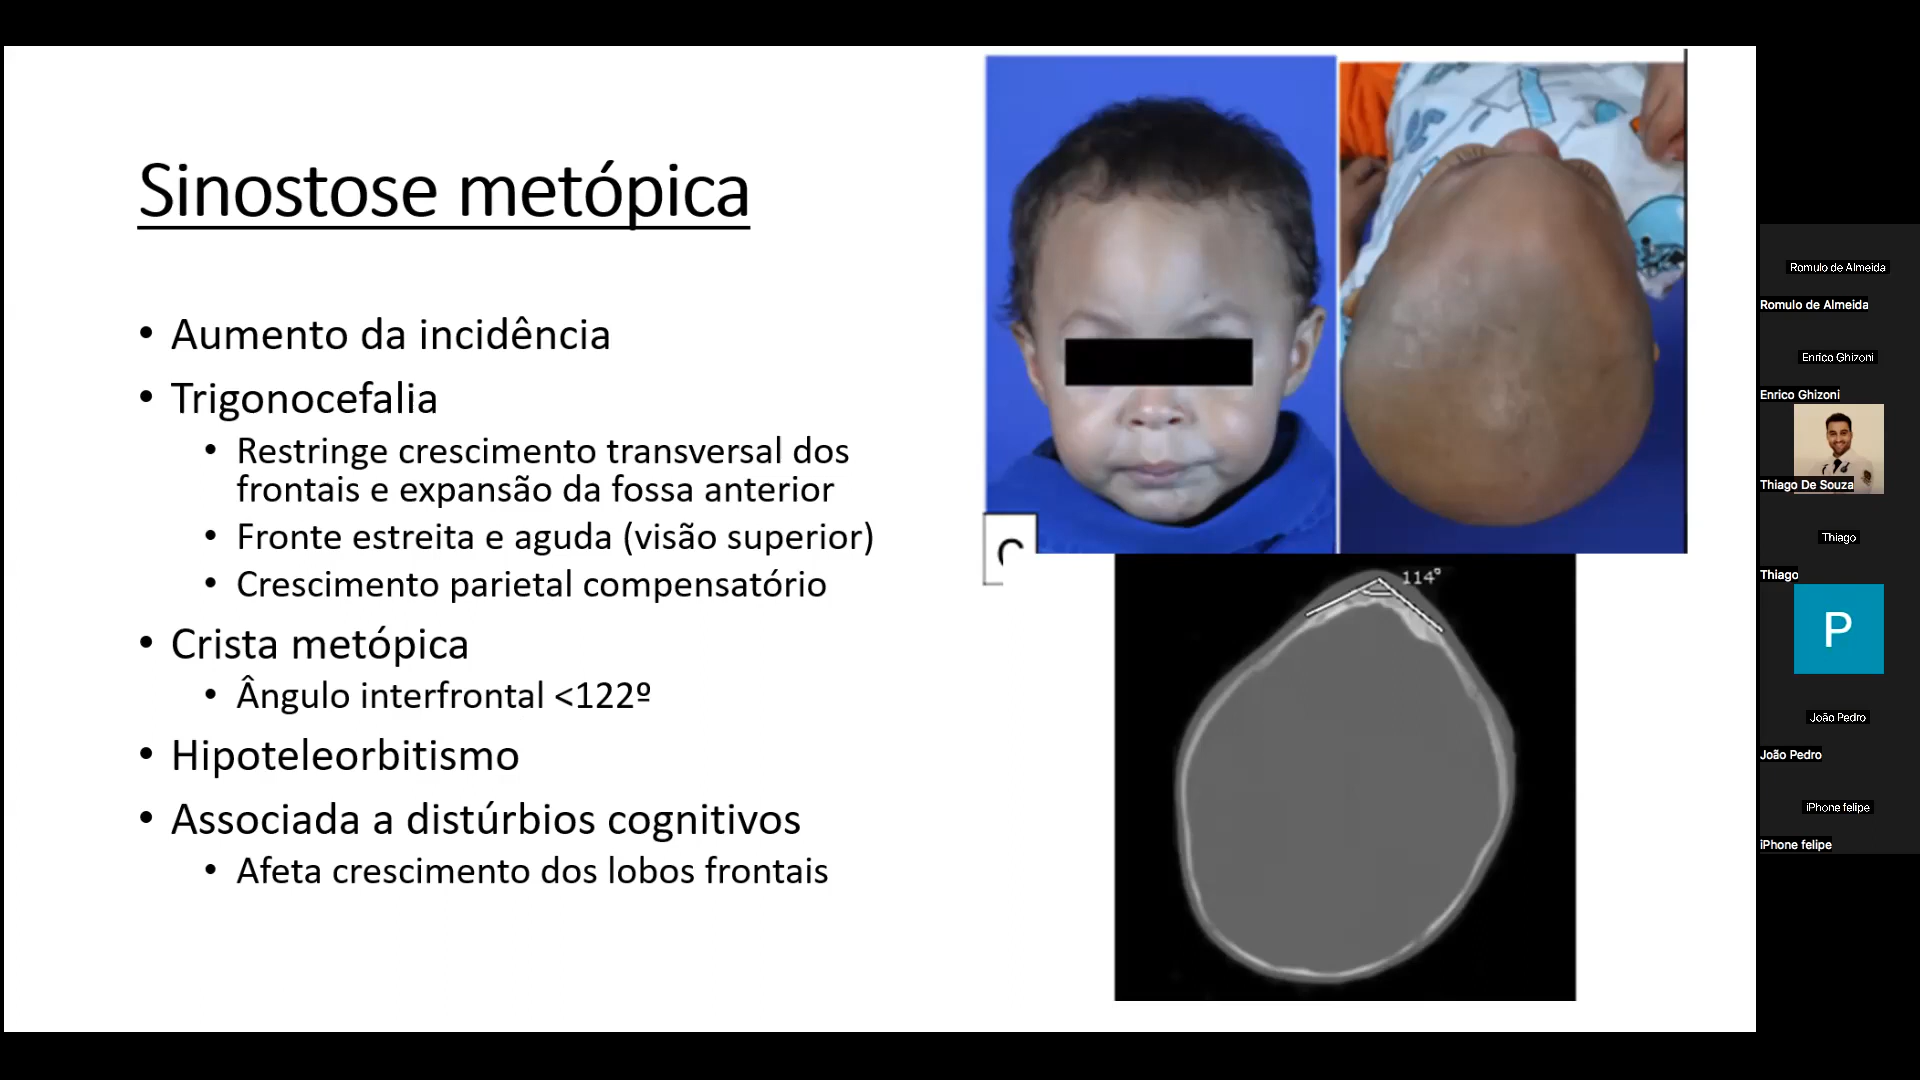 Sinostose metópica
• Aumento da incidência
• Trigonocefalia
• Restringe crescimento transversal dos
frontais e expansão da fossa anterior
• Fronte estreita e aguda (visão superior)
• Crescimento parietal compensatório
• Crista metópica
• Ângulo interfrontal <122º
• Hipoteleorbitismo
• Associada a distúrbios cognitivos
• Afeta crescimento dos lobos frontais
114°
Romulo de Almeida
Romulo de Almeida
Enrico Ghizoni
Enrico Ghizoni
Thiago De Souza
Thiago
Thiago
P
João Pedro
João Pedro
iPhone felipe
iPhone felipe